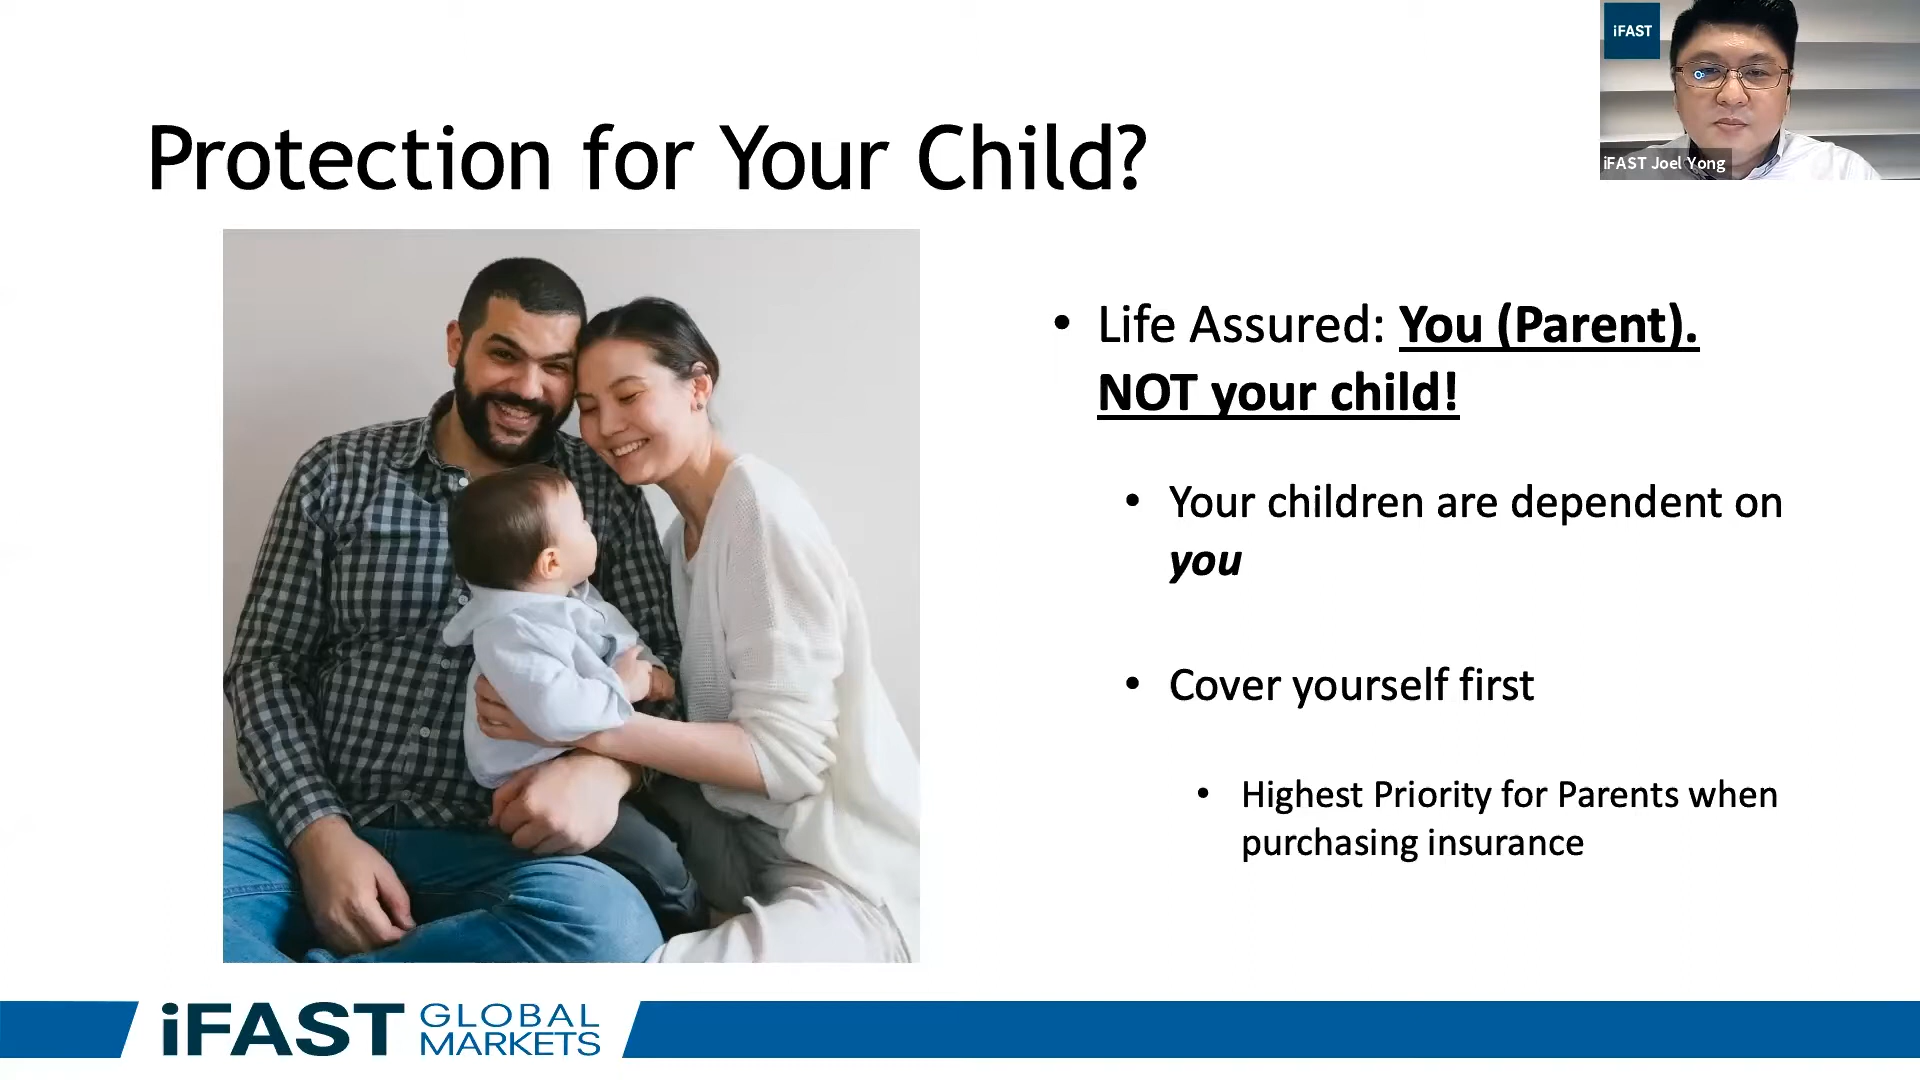 iFAST
iFAST Joel Yong
Protection for Your Child?
• Life Assured: You (Parent).
NOT your child!
• Your children are dependent on
you
• Cover yourself first
• Highest Priority for Parents when
purchasing insurance
iFAST GLOBAL
MARKETS